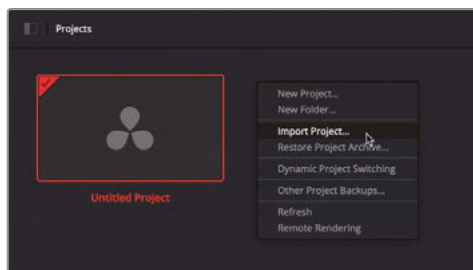 Projects
New Project...
New Folder...
Import Project...
Restore Project Archive...
Dynamic Project Switching
Other Project Backups...
Refresh
Remote Rendering
Untitled Project